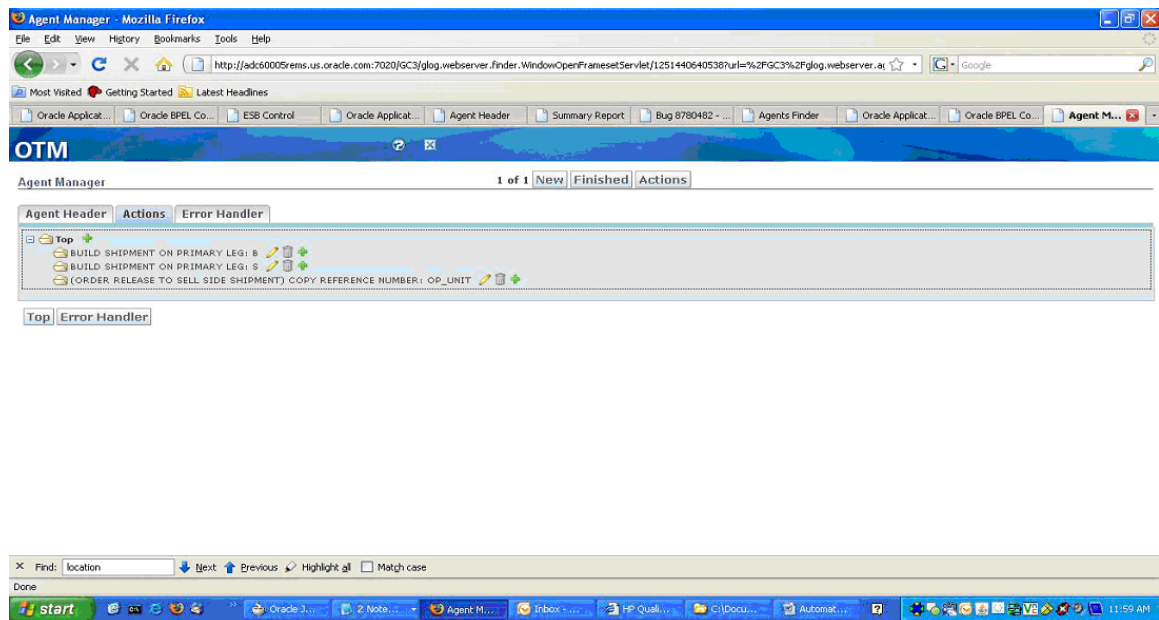 Agent Manager - Mozilla Firefox
File Edit View History Bookmarks Tools Help
http://adc60005rems.us.oracle.com:7020/GC3/glog.webserver.finder.WindowOpenFramesetServlet/1251440640538?url=%2FGC3%2Fglog.webserver.ag
Google
Most Visited Getting Started Latest Headlines
Oracle Applicat... Oracle BPEL Co... ESB Control Oracle Applicat... Agent Header Summary Report Bug 8780482 - ... Agents Finder Oracle Applicat... Oracle BPEL Co... Agent M...
OTM
Agent Manager 1 of 1 New Finished Actions
Agent Header Actions Error Handler
Top
BUILD SHIPMENT ON PRIMARY LEG: B
BUILD SHIPMENT ON PRIMARY LEG: S
(ORDER RELEASE TO SELL SIDE SHIPMENT) COPY REFERENCE NUMBER: OP_UNIT
Top Error Handler
Find: location Next Previous Highlight all Match case
Done
start Oracle J... 2 Note... Agent M... Inbox - ... HP Quali... C:\Docu... Automat... 11:59 AM